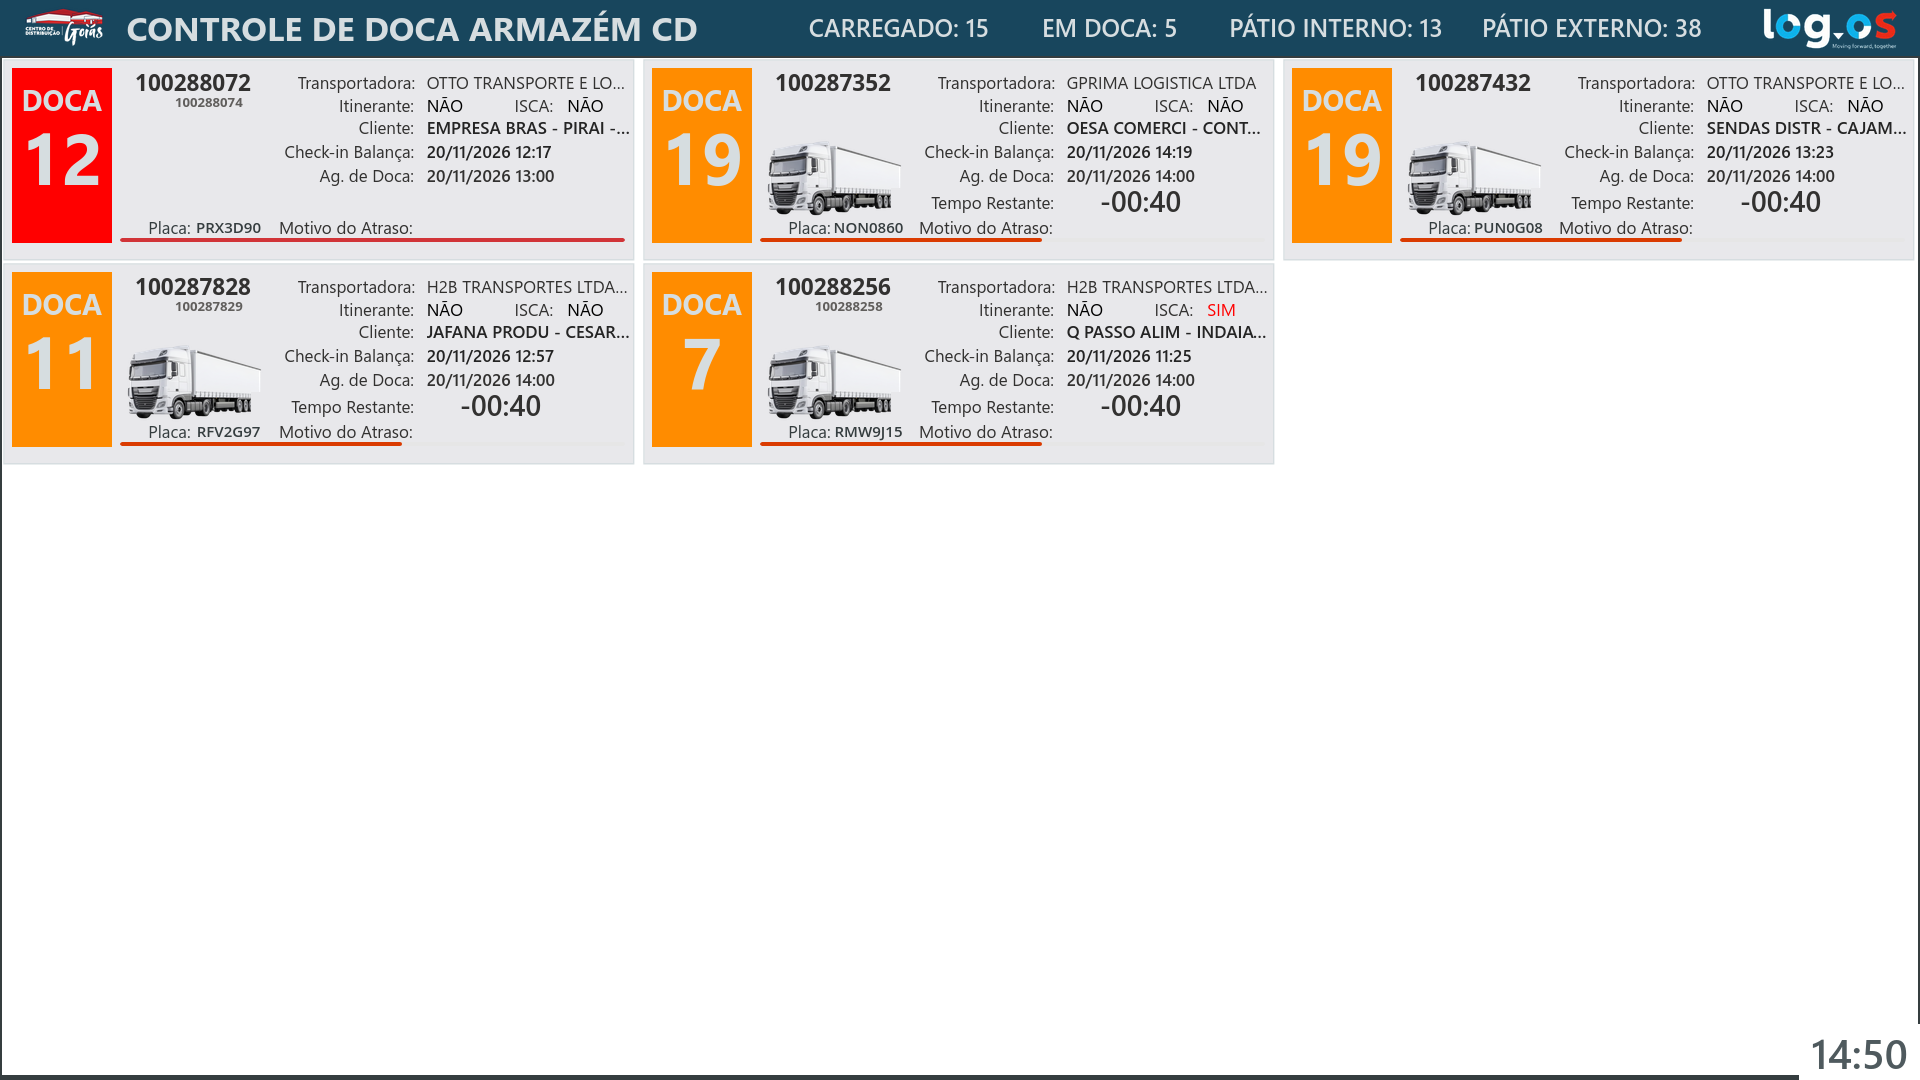 CENTRO DE DISTRIBUIÇÃO Goiás
CONTROLE DE DOCA ARMAZÉM CD
CARREGADO: 15
EM DOCA: 5
PÁTIO INTERNO: 13
PÁTIO EXTERNO: 38
log.os
Moving forward, together
DOCA
12
100288072
100288074
Transportadora: OTTO TRANSPORTE E LO...
Itinerante: NÃO ISCA: NÃO
Cliente: EMPRESA BRAS - PIRAI -...
Check-in Balança: 20/11/2026 12:17
Ag. de Doca: 20/11/2026 13:00
Placa: PRX3D90 Motivo do Atraso:
DOCA
19
100287352
Transportadora: GPRIMA LOGISTICA LTDA
Itinerante: NÃO ISCA: NÃO
Cliente: OESA COMERCI - CONT...
Check-in Balança: 20/11/2026 14:19
Ag. de Doca: 20/11/2026 14:00
Tempo Restante: -00:40
Placa: NON0860 Motivo do Atraso:
DOCA
19
100287432
Transportadora: OTTO TRANSPORTE E LO...
Itinerante: NÃO ISCA: NÃO
Cliente: SENDAS DISTR - CAJAM...
Check-in Balança: 20/11/2026 13:23
Ag. de Doca: 20/11/2026 14:00
Tempo Restante: -00:40
Placa: PUN0G08 Motivo do Atraso:
DOCA
11
100287828
100287829
Transportadora: H2B TRANSPORTES LTDA...
Itinerante: NÃO ISCA: NÃO
Cliente: JAFANA PRODU - CESAR...
Check-in Balança: 20/11/2026 12:57
Ag. de Doca: 20/11/2026 14:00
Tempo Restante: -00:40
Placa: RFV2G97 Motivo do Atraso:
DOCA
7
100288256
100288258
Transportadora: H2B TRANSPORTES LTDA...
Itinerante: NÃO ISCA: SIM
Cliente: Q PASSO ALIM - INDAIA...
Check-in Balança: 20/11/2026 11:25
Ag. de Doca: 20/11/2026 14:00
Tempo Restante: -00:40
Placa: RMW9J15 Motivo do Atraso:
14:50